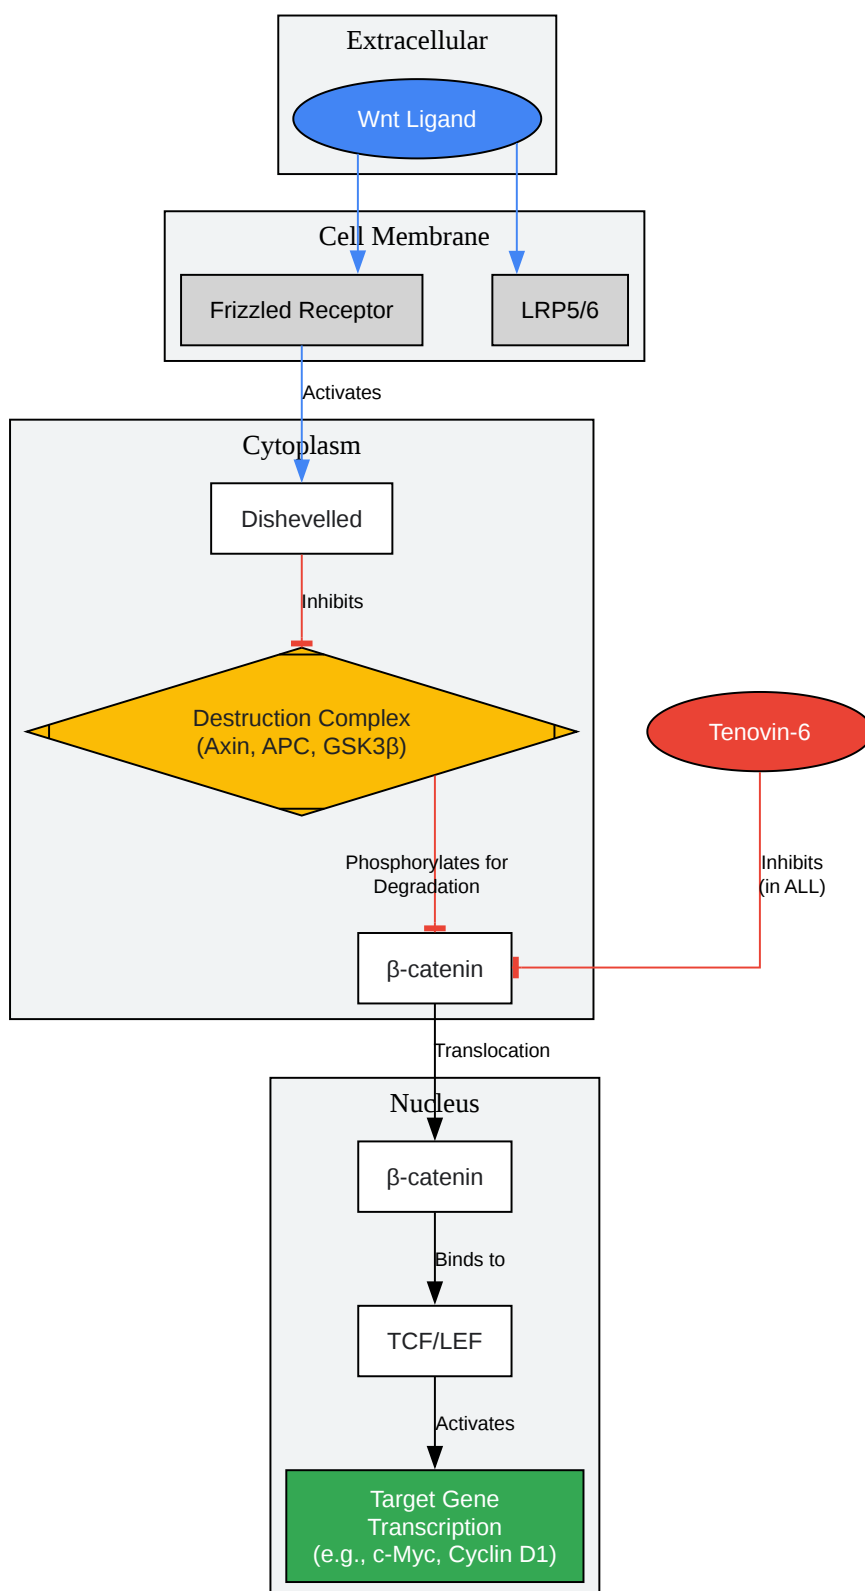 Extracellular
Wnt Ligand
Cell Membrane
Frizzled Receptor
LRP5/6
Activates
Cytoplasm
Dishevelled
Inhibits
Destruction Complex
(Axin, APC, GSK3β)
Tenovin-6
Phosphorylates for
Degradation
Inhibits
(in ALL)
β-catenin
Translocation
Nucleus
β-catenin
Binds to
TCF/LEF
Activates
Target Gene
Transcription
(e.g., c-Myc, Cyclin D1)